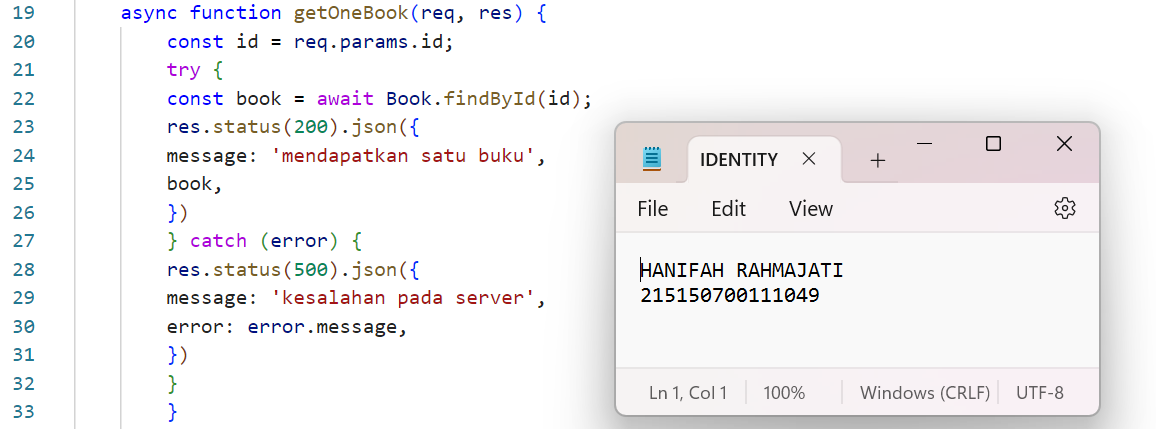 19 async function getOneBook(req, res) {
20 const id = req.params.id;
21 try {
22 const book = await Book.findById(id);
23 res.status(200).json({
24 message: 'mendapatkan satu buku',
25 book,
26 })
27 } catch (error) {
28 res.status(500).json({
29 message: 'kesalahan pada server',
30 error: error.message,
31 })
32 }
33 }
IDENTITY
File Edit View
HANIFAH RAHMAJATI
215150700111049
Ln 1, Col 1 100% Windows (CRLF) UTF-8